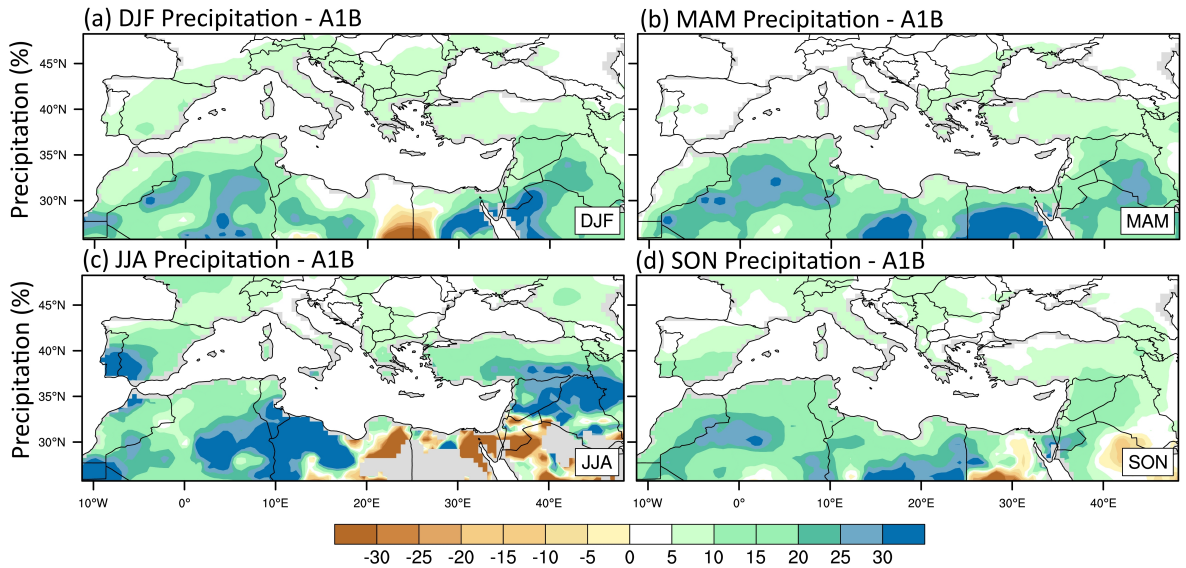 (a) DJF Precipitation - A1B
(b) MAM Precipitation - A1B
Precipitation (%)
45°N
40°N
35°N
30°N
DJF
MAM
(c) JJA Precipitation - A1B
(d) SON Precipitation - A1B
Precipitation (%)
45°N
40°N
35°N
30°N
JJA
SON
10°W 0° 10°E 20°E 30°E 40°E
10°W 0° 10°E 20°E 30°E 40°E
-30 -25 -20 -15 -10 -5 0 5 10 15 20 25 30